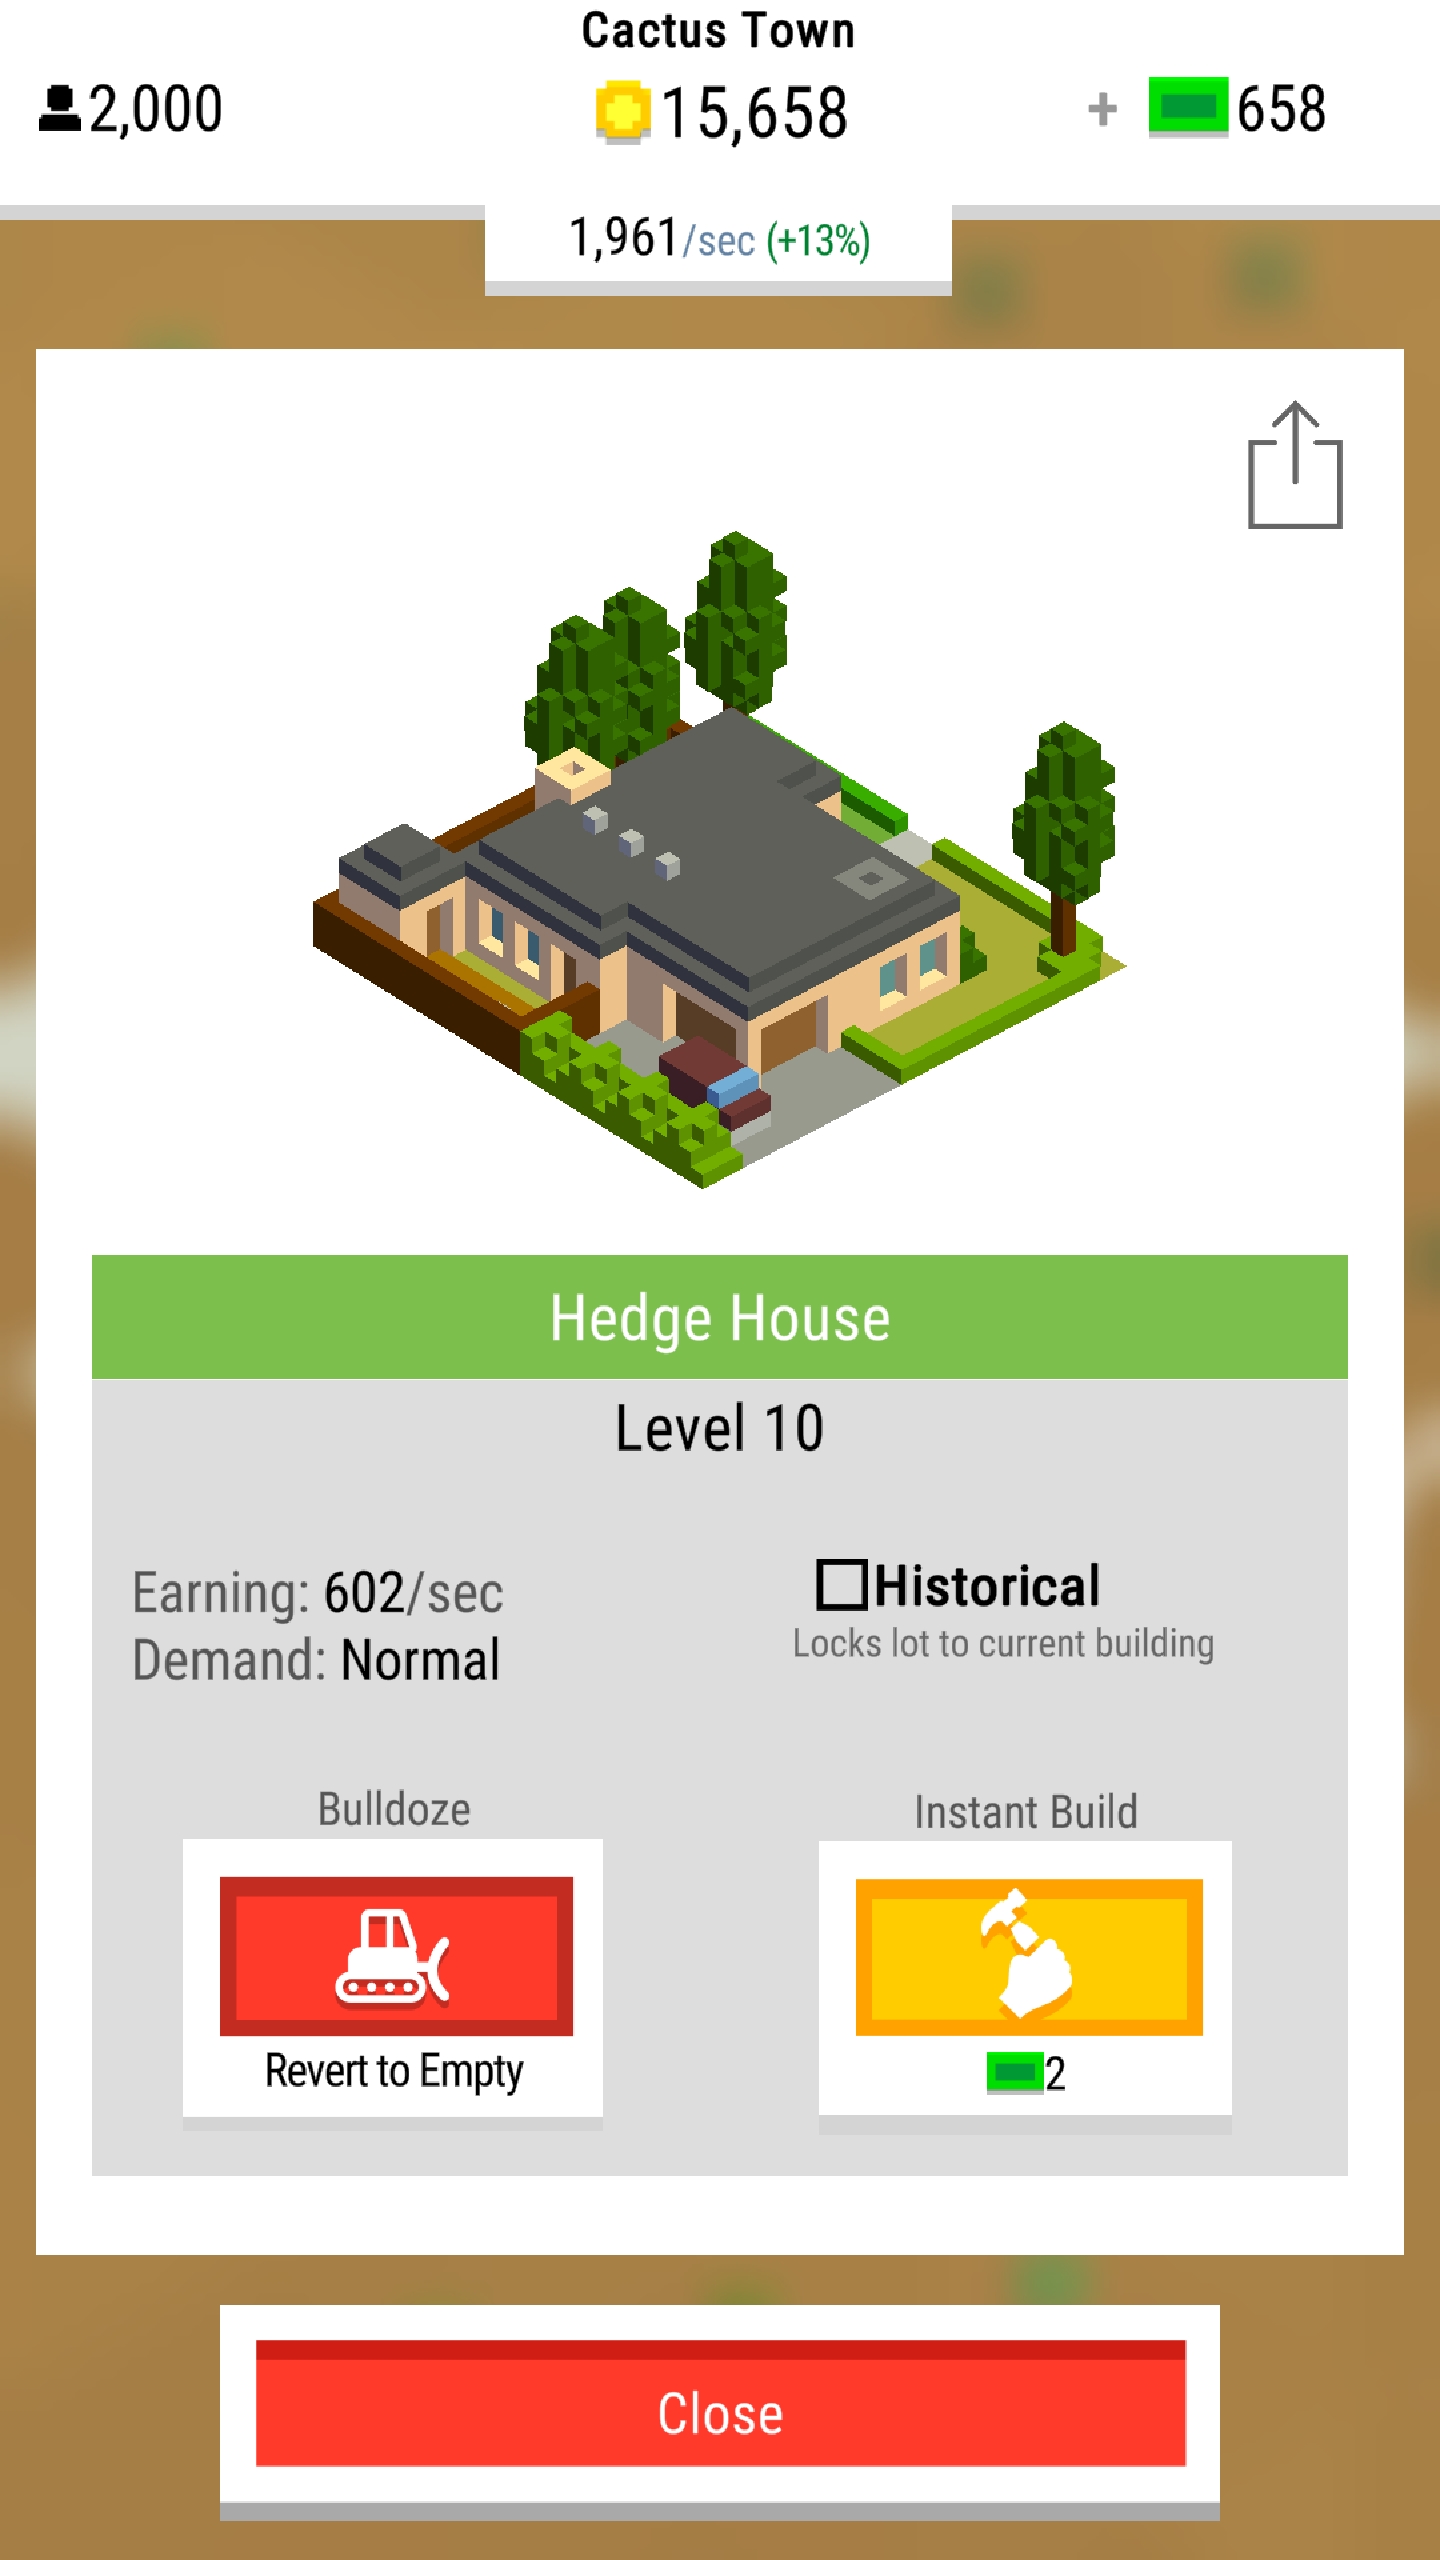 Cactus Town
2,000
15,658
+ 658
1,961/sec (+13%)
Hedge House
Level 10
Earning: 602/sec
Demand: Normal
Historical
Locks lot to current building
Bulldoze
Revert to Empty
Instant Build
2
Close